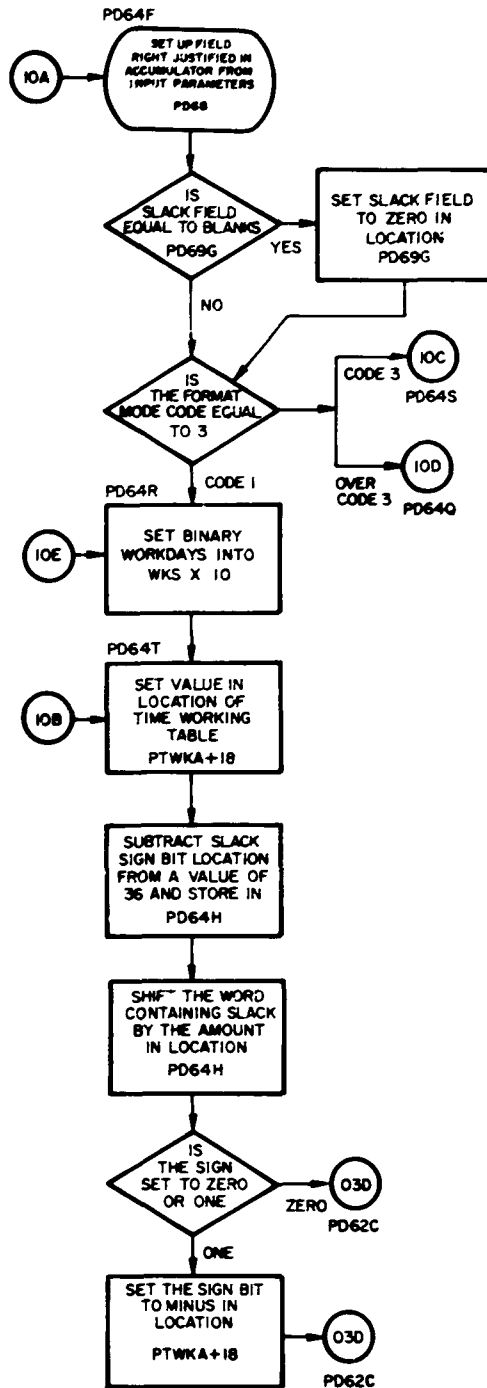 PD64F
10A
SET UP FIELD
RIGHT JUSTIFIED IN
ACCUMULATOR FROM
INPUT PARAMETERS
PD68
IS
SLACK FIELD
EQUAL TO BLANKS
PD69G
YES
SET SLACK FIELD
TO ZERO IN
LOCATION
PD69G
NO
IS
THE FORMAT
MODE CODE EQUAL
TO 3
CODE 3
10C
PD64S
OVER
CODE 3
10D
PD64Q
CODE 1
PD64R
10E
SET BINARY
WORKDAYS INTO
WKS X 10
PD64T
10B
SET VALUE IN
LOCATION OF
TIME WORKING
TABLE
PTWKA+18
SUBTRACT SLACK
SIGN BIT LOCATION
FROM A VALUE OF
36 AND STORE IN
PD64H
SHIFT THE WORD
CONTAINING SLACK
BY THE AMOUNT
IN LOCATION
PD64H
IS
THE SIGN
SET TO ZERO
OR ONE
ZERO
03D
PD62C
ONE
SET THE SIGN BIT
TO MINUS IN
LOCATION
PTWKA+18
03D
PD62C